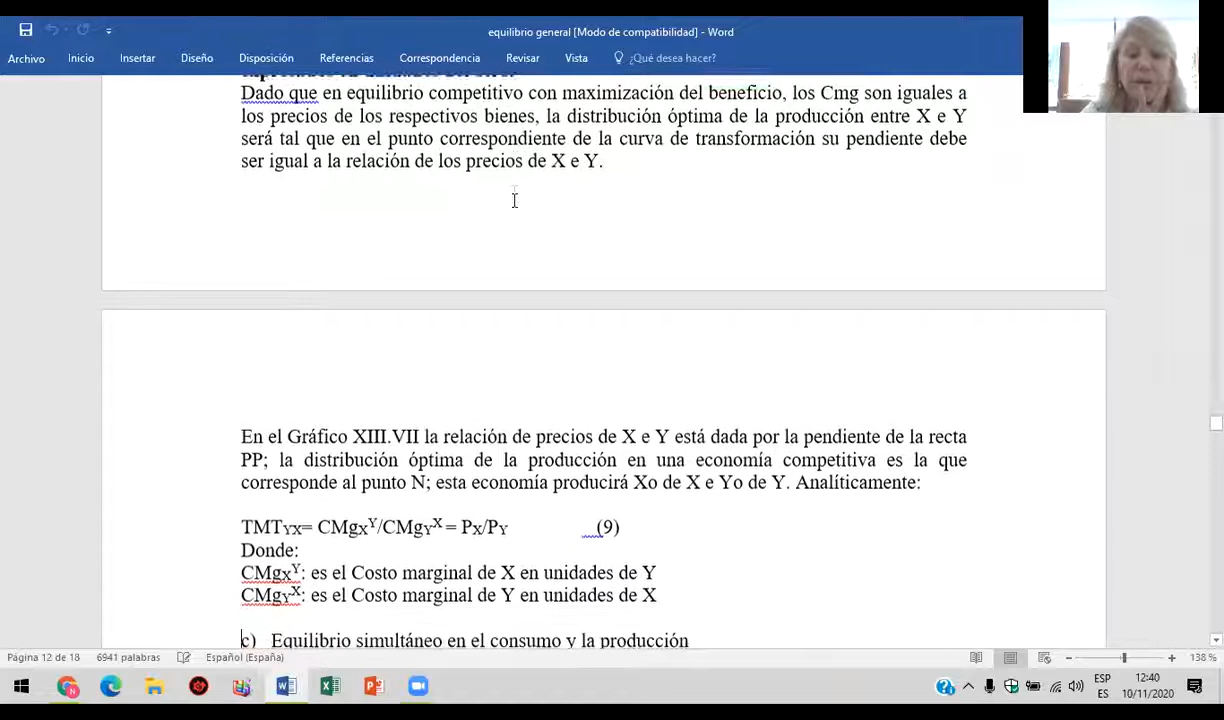 equilibrio general [Modo de compatibilidad] - Word
Archivo Inicio Insertar Diseño Disposición Referencias Correspondencia Revisar Vista ¿Qué desea hacer?
Dado que en equilibrio competitivo con maximización del beneficio, los Cmg son iguales a
los precios de los respectivos bienes, la distribución óptima de la producción entre X e Y
será tal que en el punto correspondiente de la curva de transformación su pendiente debe
ser igual a la relación de los precios de X e Y.
En el Gráfico XIII.VII la relación de precios de X e Y está dada por la pendiente de la recta
PP; la distribución óptima de la producción en una economía competitiva es la que
corresponde al punto N; esta economía producirá Xo de X e Yo de Y. Analíticamente:
TMTYX= CMgX^Y/CMgY^X = PX/PY (9)
Donde:
CMgX^Y: es el Costo marginal de X en unidades de Y
CMgY^X: es el Costo marginal de Y en unidades de X
c) Equilibrio simultáneo en el consumo y la producción
Página 12 de 18 6941 palabras Español (España) 138 %
ESP 12:40
ES 10/11/2020